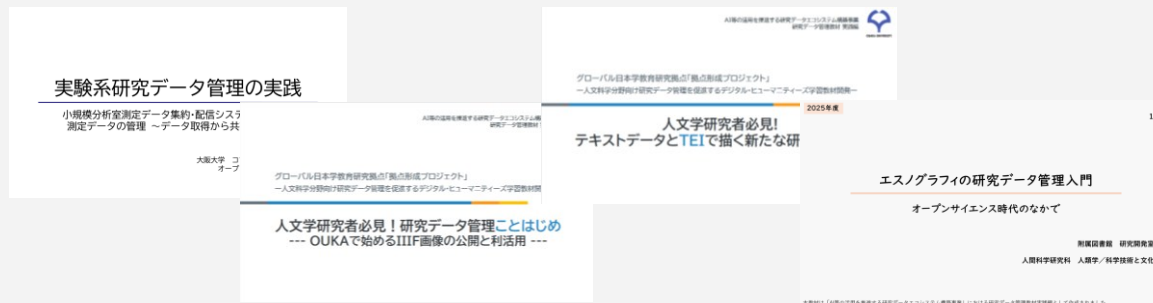 実験系研究データ管理の実践
小規模分析室測定データ集約・配信システ
測定データの管理 ～データ取得から共
大阪大学 コ
オープ
AI等の活用を推進する研究データエコシステム構
研究データ管理教材
グローバル日本学教育研究拠点「拠点形成プロジェクト」
―人文科学分野向け研究データ管理を促進するデジタル・ヒューマニティーズ学習教材開
人文学研究者必見！研究データ管理ことはじめ
--- OUKAで始めるIIIF画像の公開と利活用 ---
AI等の活用を推進する研究データエコシステム構築事業
研究データ管理教材 実践編
グローバル日本学教育研究拠点「拠点形成プロジェクト」
―人文科学分野向け研究データ管理を促進するデジタル・ヒューマニティーズ学習教材開発―
人文学研究者必見!
テキストデータとTEIで描く新たな研
2025年度
1
エスノグラフィの研究データ管理入門
オープンサイエンス時代のなかで
附属図書館 研究開発室
人間科学研究科 人類学／科学技術と文化